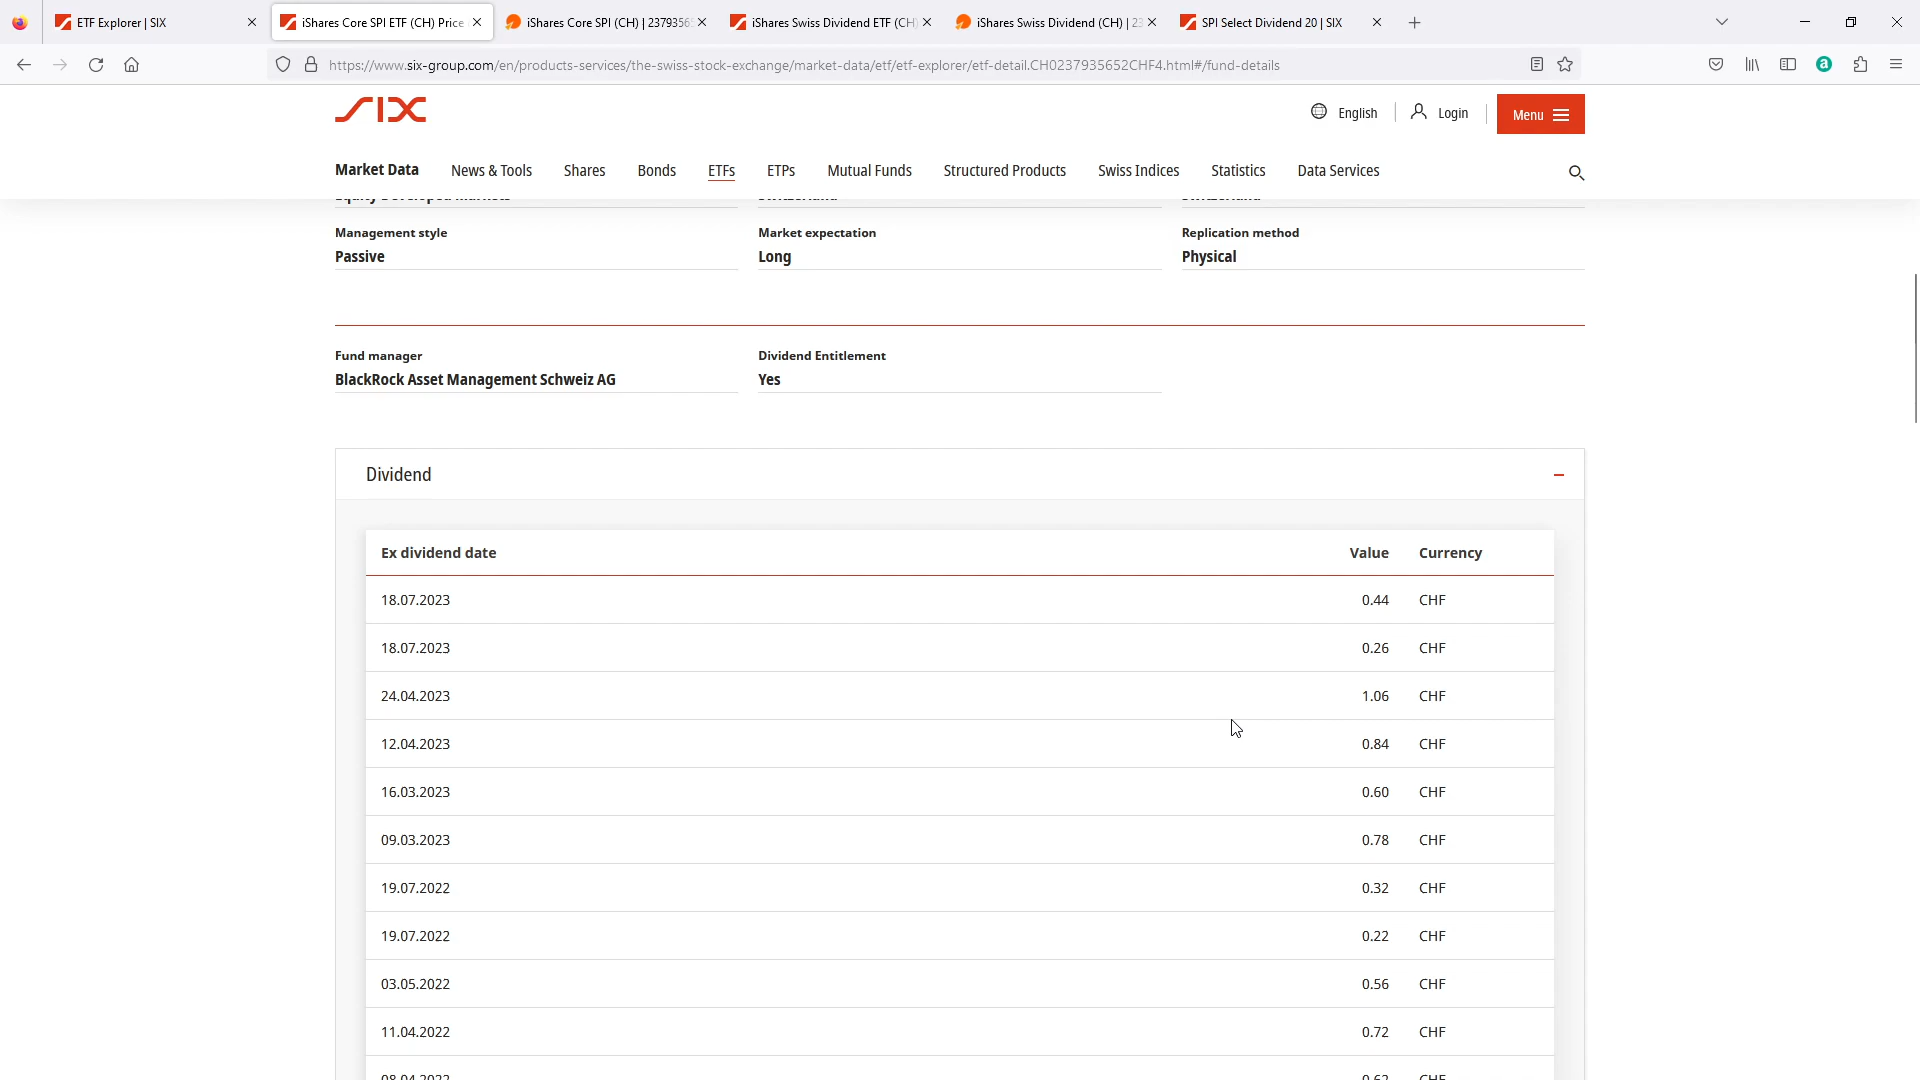 ETF Explorer | SIX
iShares Core SPI ETF (CH) Price
iShares Core SPI (CH) | 2379356
iShares Swiss Dividend ETF (CH)
iShares Swiss Dividend (CH) | 23
SPI Select Dividend 20 | SIX
https://www.six-group.com/en/products-services/the-swiss-stock-exchange/market-data/etf/etf-explorer/etf-detail.CH0237935652CHF4.html#/fund-details
SIX
English
Login
Menu
Market Data
News & Tools
Shares
Bonds
ETFs
ETPs
Mutual Funds
Structured Products
Swiss Indices
Statistics
Data Services
Management style
Market expectation
Replication method
Passive
Long
Physical
Fund manager
Dividend Entitlement
BlackRock Asset Management Schweiz AG
Yes
Dividend
Ex dividend date Value Currency
18.07.2023 0.44 CHF
18.07.2023 0.26 CHF
24.04.2023 1.06 CHF
12.04.2023 0.84 CHF
16.03.2023 0.60 CHF
09.03.2023 0.78 CHF
19.07.2022 0.32 CHF
19.07.2022 0.22 CHF
03.05.2022 0.56 CHF
11.04.2022 0.72 CHF